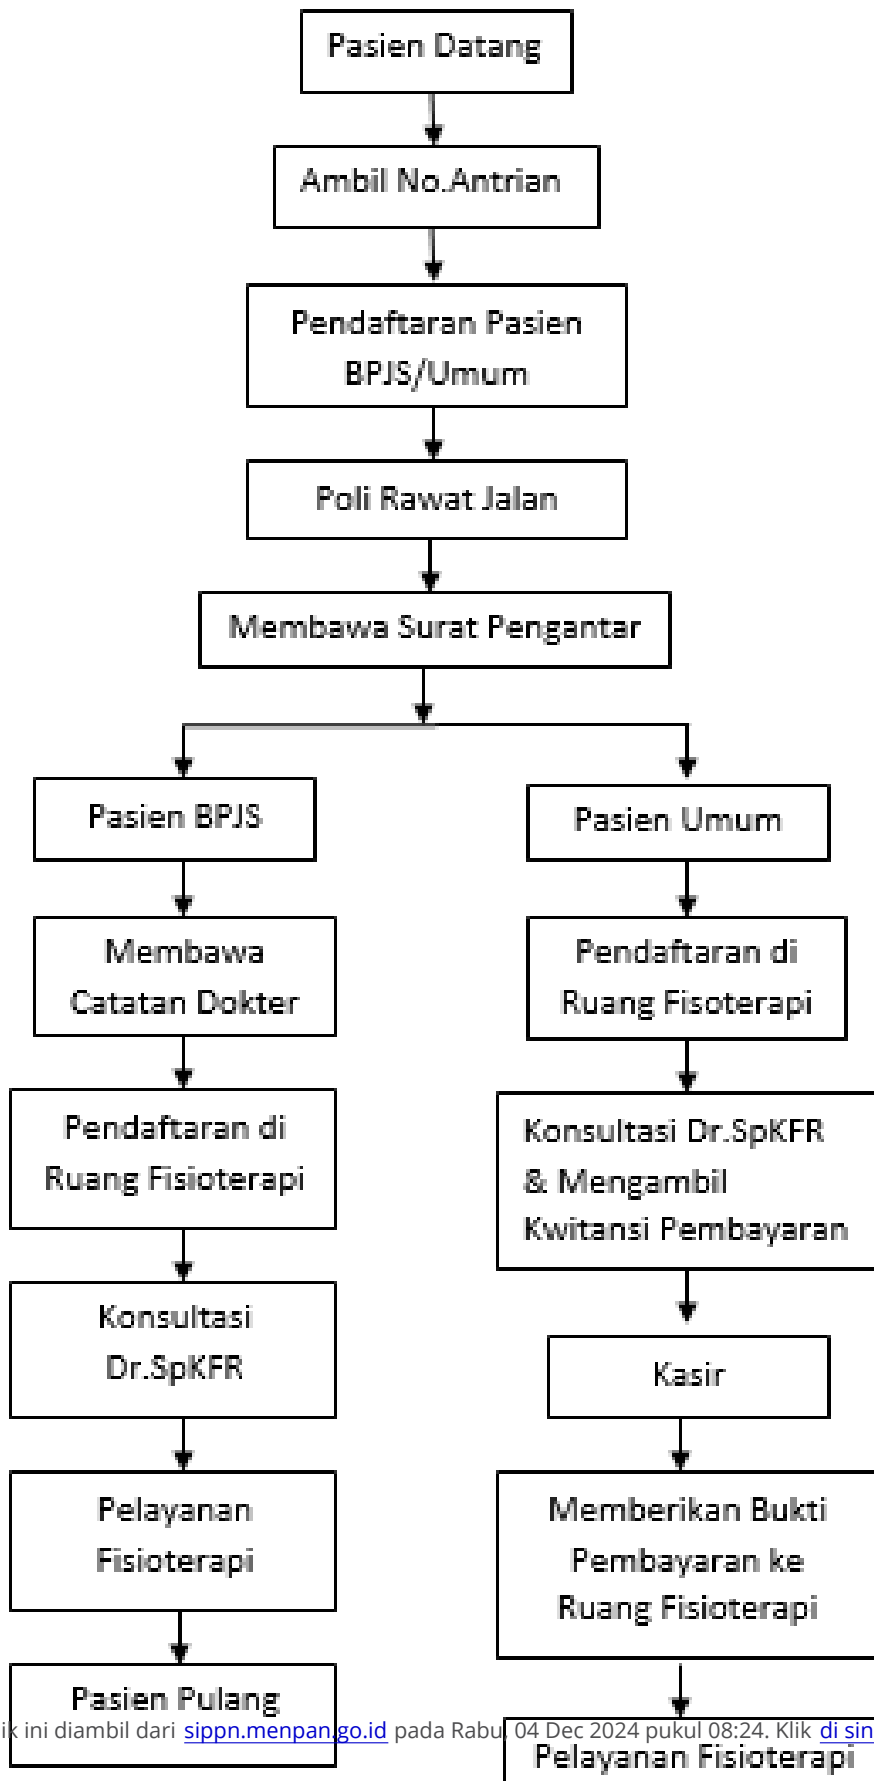 Pasien Datang
Ambil No.Antrian
Pendaftaran Pasien
BPJS/Umum
Poli Rawat Jalan
Membawa Surat Pengantar
Pasien BPJS
Membawa
Catatan Dokter
Pendaftaran di
Ruang Fisioterapi
Konsultasi
Dr.SpKFR
Pelayanan
Fisioterapi
Pasien Pulang
Pasien Umum
Pendaftaran di
Ruang Fisoterapi
Konsultasi Dr.SpKFR
& Mengambil
Kwitansi Pembayaran
Kasir
Memberikan Bukti
Pembayaran ke
Ruang Fisioterapi
ik ini diambil dari sippn.menpan.go.id pada Rabu, 04 Dec 2024 pukul 08:24. Klik di sin
Pelayanan Fisioterapi